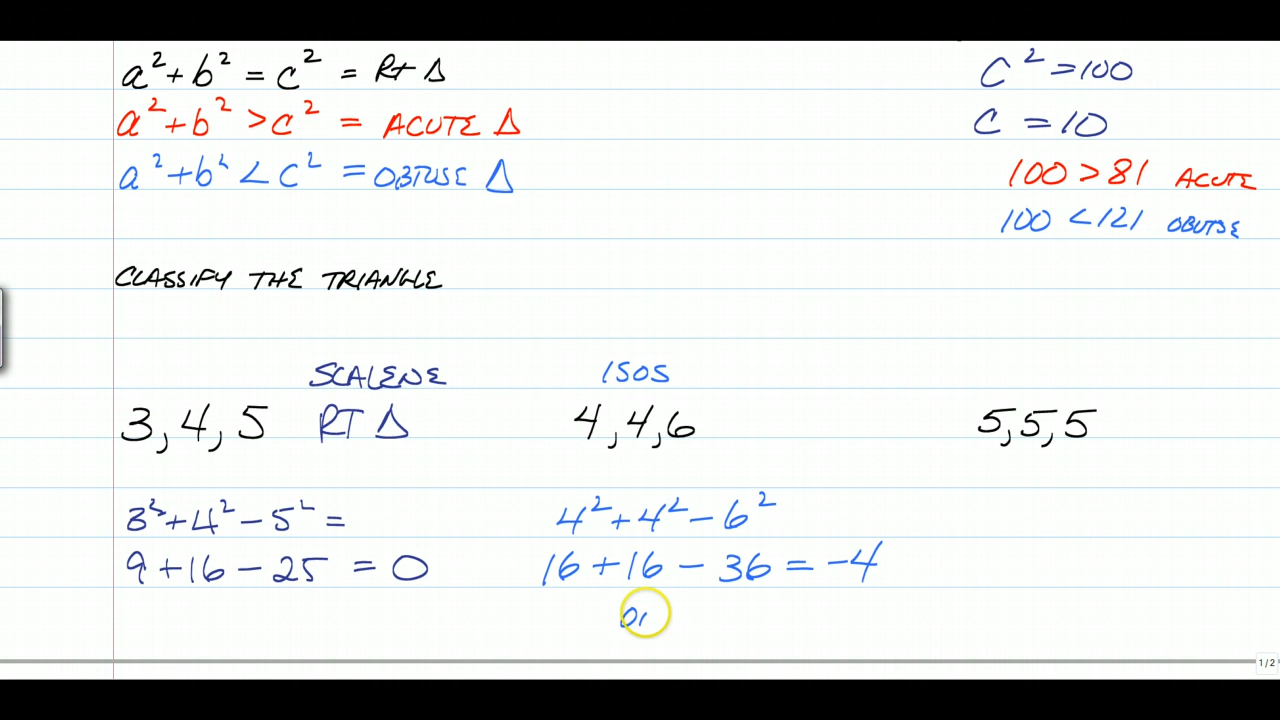 a² + b² = c² = Rt Δ
a² + b² > c² = ACUTE Δ
a² + b² < c² = OBTUSE Δ
C² = 100
C = 10
100 > 81 ACUTE
100 < 121 OBUTSE
CLASSIFY THE TRIANGLE
SCALENE
3, 4, 5 RT Δ
3² + 4² - 5² =
9 + 16 - 25 = 0
ISOS
4, 4, 6
4² + 4² - 6²
16 + 16 - 36 = -4
5, 5, 5
1/2